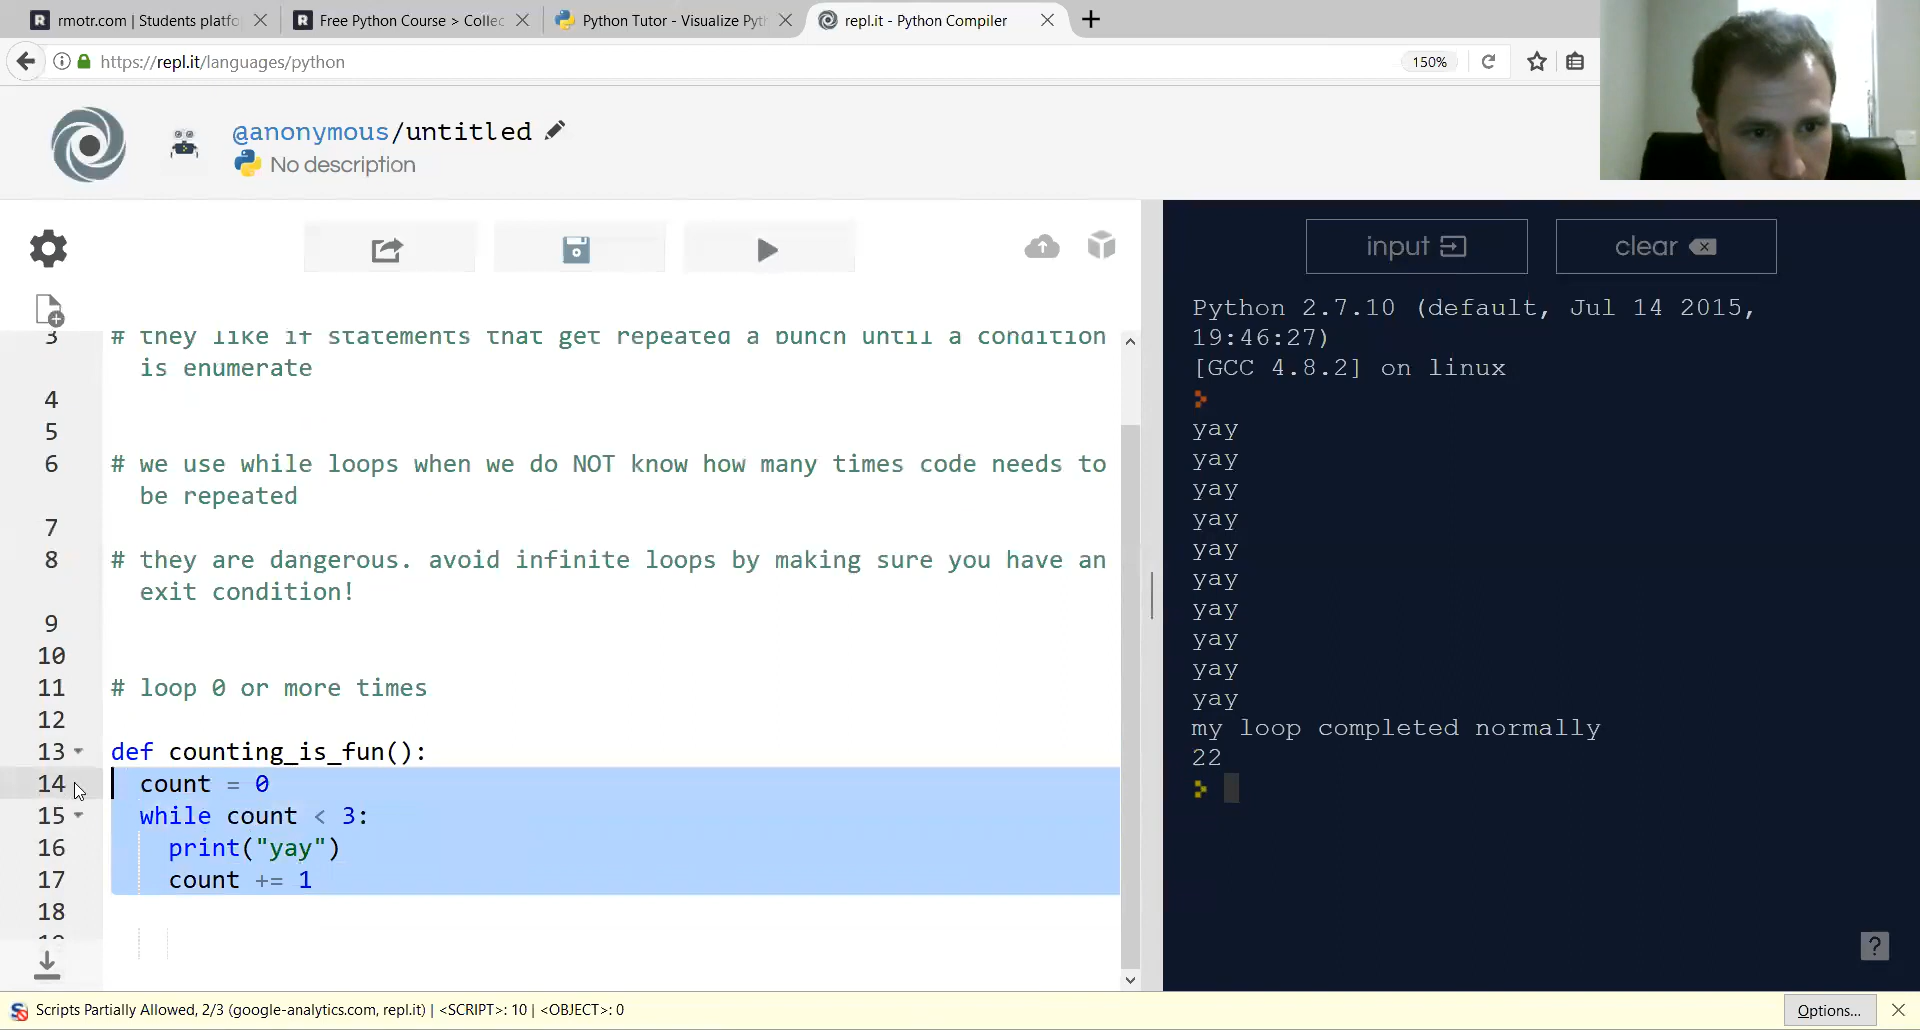 rmotr.com | Students platfo
Free Python Course > Collec
Python Tutor - Visualize Pyt
repl.it - Python Compiler
https://repl.it/languages/python
150%
@anonymous/untitled
No description
input
clear
3 # they like if statements that get repeated a bunch until a condition
is enumerate
4
5
6 # we use while loops when we do NOT know how many times code needs to
be repeated
7
8 # they are dangerous. avoid infinite loops by making sure you have an
exit condition!
9
10
11 # loop 0 or more times
12
13 def counting_is_fun():
14 count = 0
15 while count < 3:
16 print("yay")
17 count += 1
18
19
Python 2.7.10 (default, Jul 14 2015,
19:46:27)
[GCC 4.8.2] on linux
yay
yay
yay
yay
yay
yay
yay
yay
yay
yay
my loop completed normally
22
?
Scripts Partially Allowed, 2/3 (google-analytics.com, repl.it) | <SCRIPT>: 10 | <OBJECT>: 0
Options...